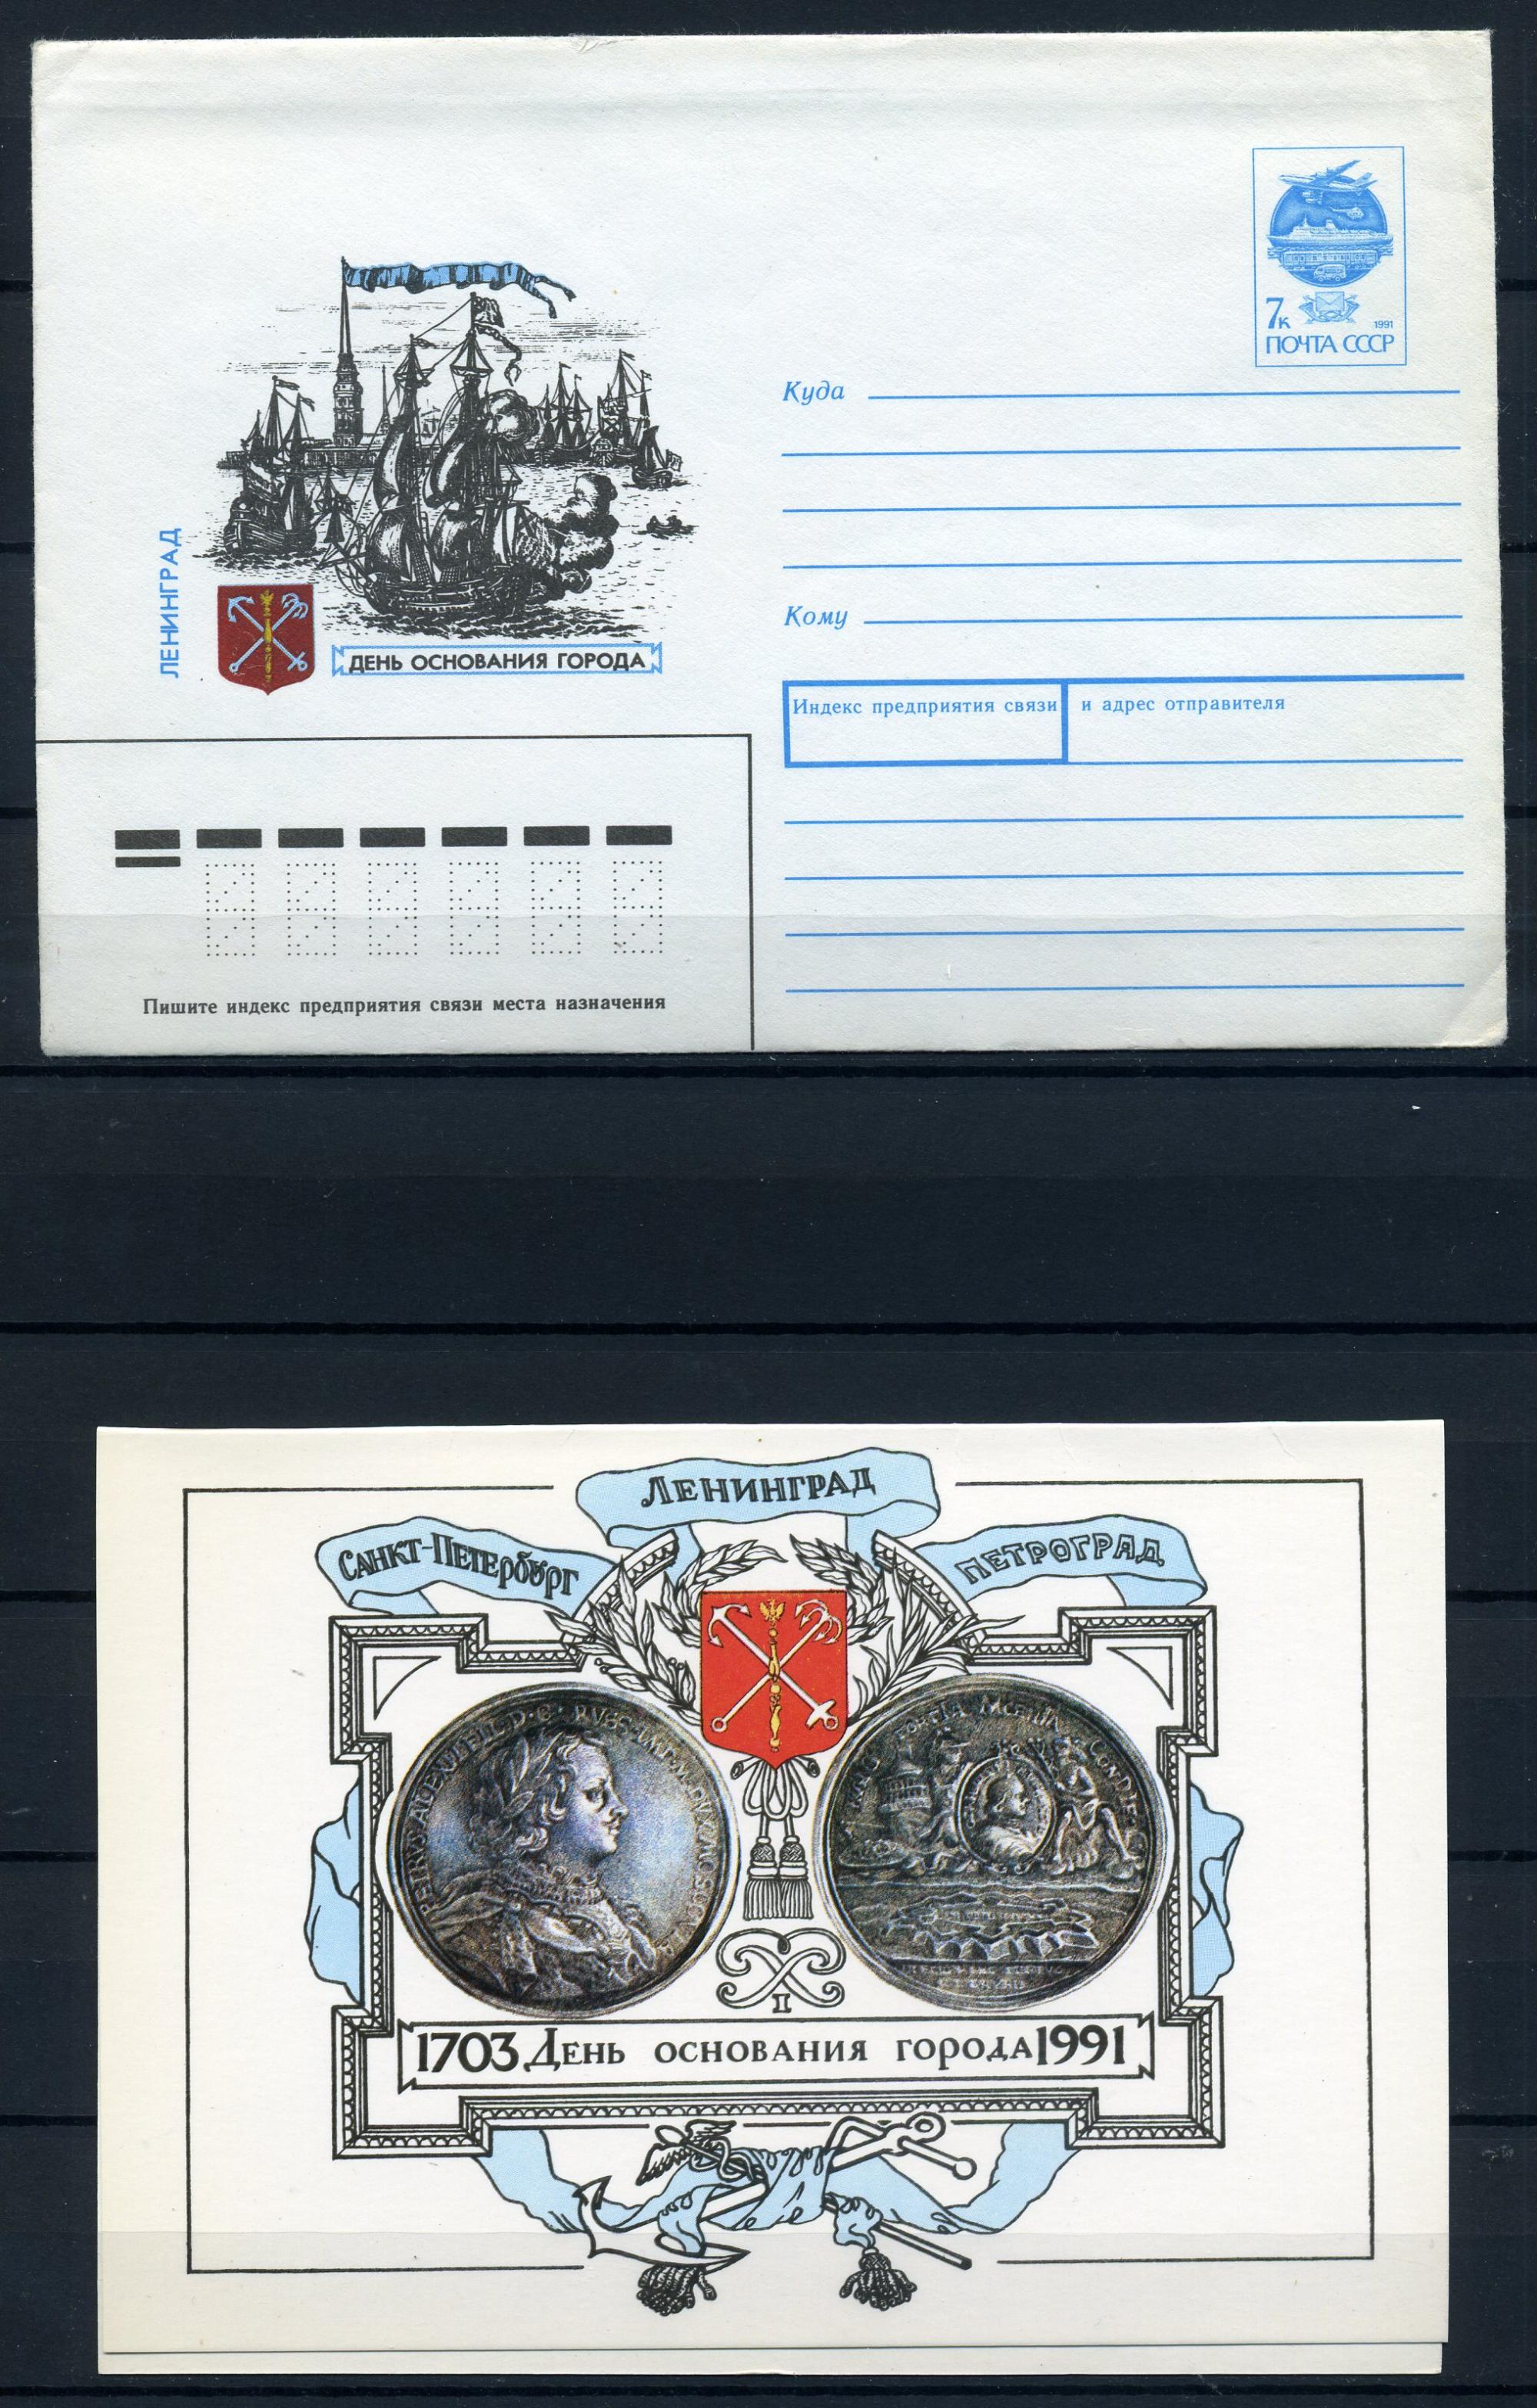 7к
1991
ПОЧТА СССР
Куда
Кому
Индекс предприятия связи и адрес отправителя
ЛЕНИНГРАД
ДЕНЬ ОСНОВАНИЯ ГОРОДА
Пишите индекс предприятия связи места назначения
ЛЕНИНГРАД
САНКТ-ПЕТЕРБУРГ
ПЕТРОГРАД
I
1703 ДЕНЬ ОСНОВАНИЯ ГОРОДА 1991